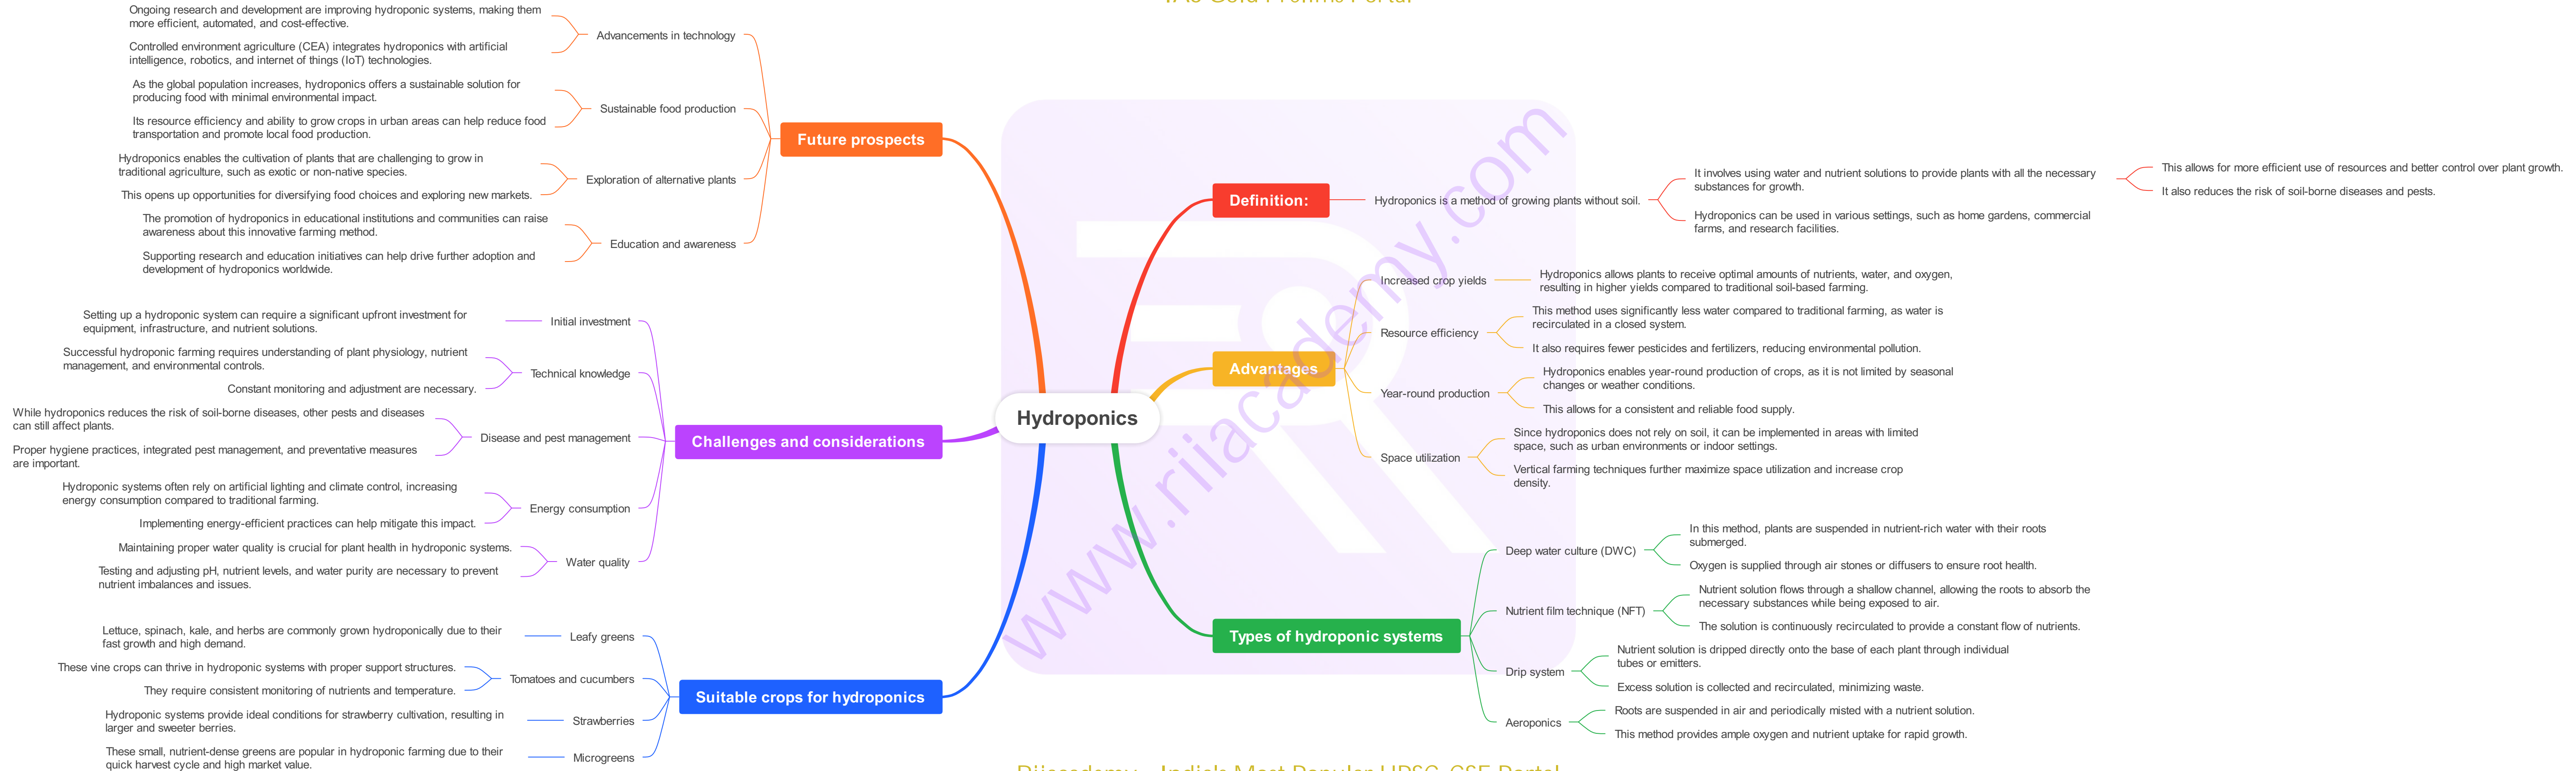 Hydroponics
Definition:
Hydroponics is a method of growing plants without soil.
It involves using water and nutrient solutions to provide plants with all the necessary
substances for growth.
This allows for more efficient use of resources and better control over plant growth.
It also reduces the risk of soil-borne diseases and pests.
Hydroponics can be used in various settings, such as home gardens, commercial
farms, and research facilities.
Advantages
Increased crop yields
Hydroponics allows plants to receive optimal amounts of nutrients, water, and oxygen,
resulting in higher yields compared to traditional soil-based farming.
Resource efficiency
This method uses significantly less water compared to traditional farming, as water is
recirculated in a closed system.
It also requires fewer pesticides and fertilizers, reducing environmental pollution.
Year-round production
Hydroponics enables year-round production of crops, as it is not limited by seasonal
changes or weather conditions.
This allows for a consistent and reliable food supply.
Space utilization
Since hydroponics does not rely on soil, it can be implemented in areas with limited
space, such as urban environments or indoor settings.
Vertical farming techniques further maximize space utilization and increase crop
density.
Types of hydroponic systems
Deep water culture (DWC)
In this method, plants are suspended in nutrient-rich water with their roots
submerged.
Oxygen is supplied through air stones or diffusers to ensure root health.
Nutrient film technique (NFT)
Nutrient solution flows through a shallow channel, allowing the roots to absorb the
necessary substances while being exposed to air.
The solution is continuously recirculated to provide a constant flow of nutrients.
Drip system
Nutrient solution is dripped directly onto the base of each plant through individual
tubes or emitters.
Excess solution is collected and recirculated, minimizing waste.
Aeroponics
Roots are suspended in air and periodically misted with a nutrient solution.
This method provides ample oxygen and nutrient uptake for rapid growth.
Future prospects
Advancements in technology
Ongoing research and development are improving hydroponic systems, making them
more efficient, automated, and cost-effective.
Controlled environment agriculture (CEA) integrates hydroponics with artificial
intelligence, robotics, and internet of things (IoT) technologies.
Sustainable food production
As the global population increases, hydroponics offers a sustainable solution for
producing food with minimal environmental impact.
Its resource efficiency and ability to grow crops in urban areas can help reduce food
transportation and promote local food production.
Exploration of alternative plants
Hydroponics enables the cultivation of plants that are challenging to grow in
traditional agriculture, such as exotic or non-native species.
This opens up opportunities for diversifying food choices and exploring new markets.
Education and awareness
The promotion of hydroponics in educational institutions and communities can raise
awareness about this innovative farming method.
Supporting research and education initiatives can help drive further adoption and
development of hydroponics worldwide.
Challenges and considerations
Initial investment
Setting up a hydroponic system can require a significant upfront investment for
equipment, infrastructure, and nutrient solutions.
Technical knowledge
Successful hydroponic farming requires understanding of plant physiology, nutrient
management, and environmental controls.
Constant monitoring and adjustment are necessary.
Disease and pest management
While hydroponics reduces the risk of soil-borne diseases, other pests and diseases
can still affect plants.
Proper hygiene practices, integrated pest management, and preventative measures
are important.
Energy consumption
Hydroponic systems often rely on artificial lighting and climate control, increasing
energy consumption compared to traditional farming.
Implementing energy-efficient practices can help mitigate this impact.
Water quality
Maintaining proper water quality is crucial for plant health in hydroponic systems.
Testing and adjusting pH, nutrient levels, and water purity are necessary to prevent
nutrient imbalances and issues.
Suitable crops for hydroponics
Leafy greens
Lettuce, spinach, kale, and herbs are commonly grown hydroponically due to their
fast growth and high demand.
Tomatoes and cucumbers
These vine crops can thrive in hydroponic systems with proper support structures.
They require consistent monitoring of nutrients and temperature.
Strawberries
Hydroponic systems provide ideal conditions for strawberry cultivation, resulting in
larger and sweeter berries.
Microgreens
These small, nutrient-dense greens are popular in hydroponic farming due to their
quick harvest cycle and high market value.
www.rijiacademy.com
India's Most Popular UPSC-CSE Portal